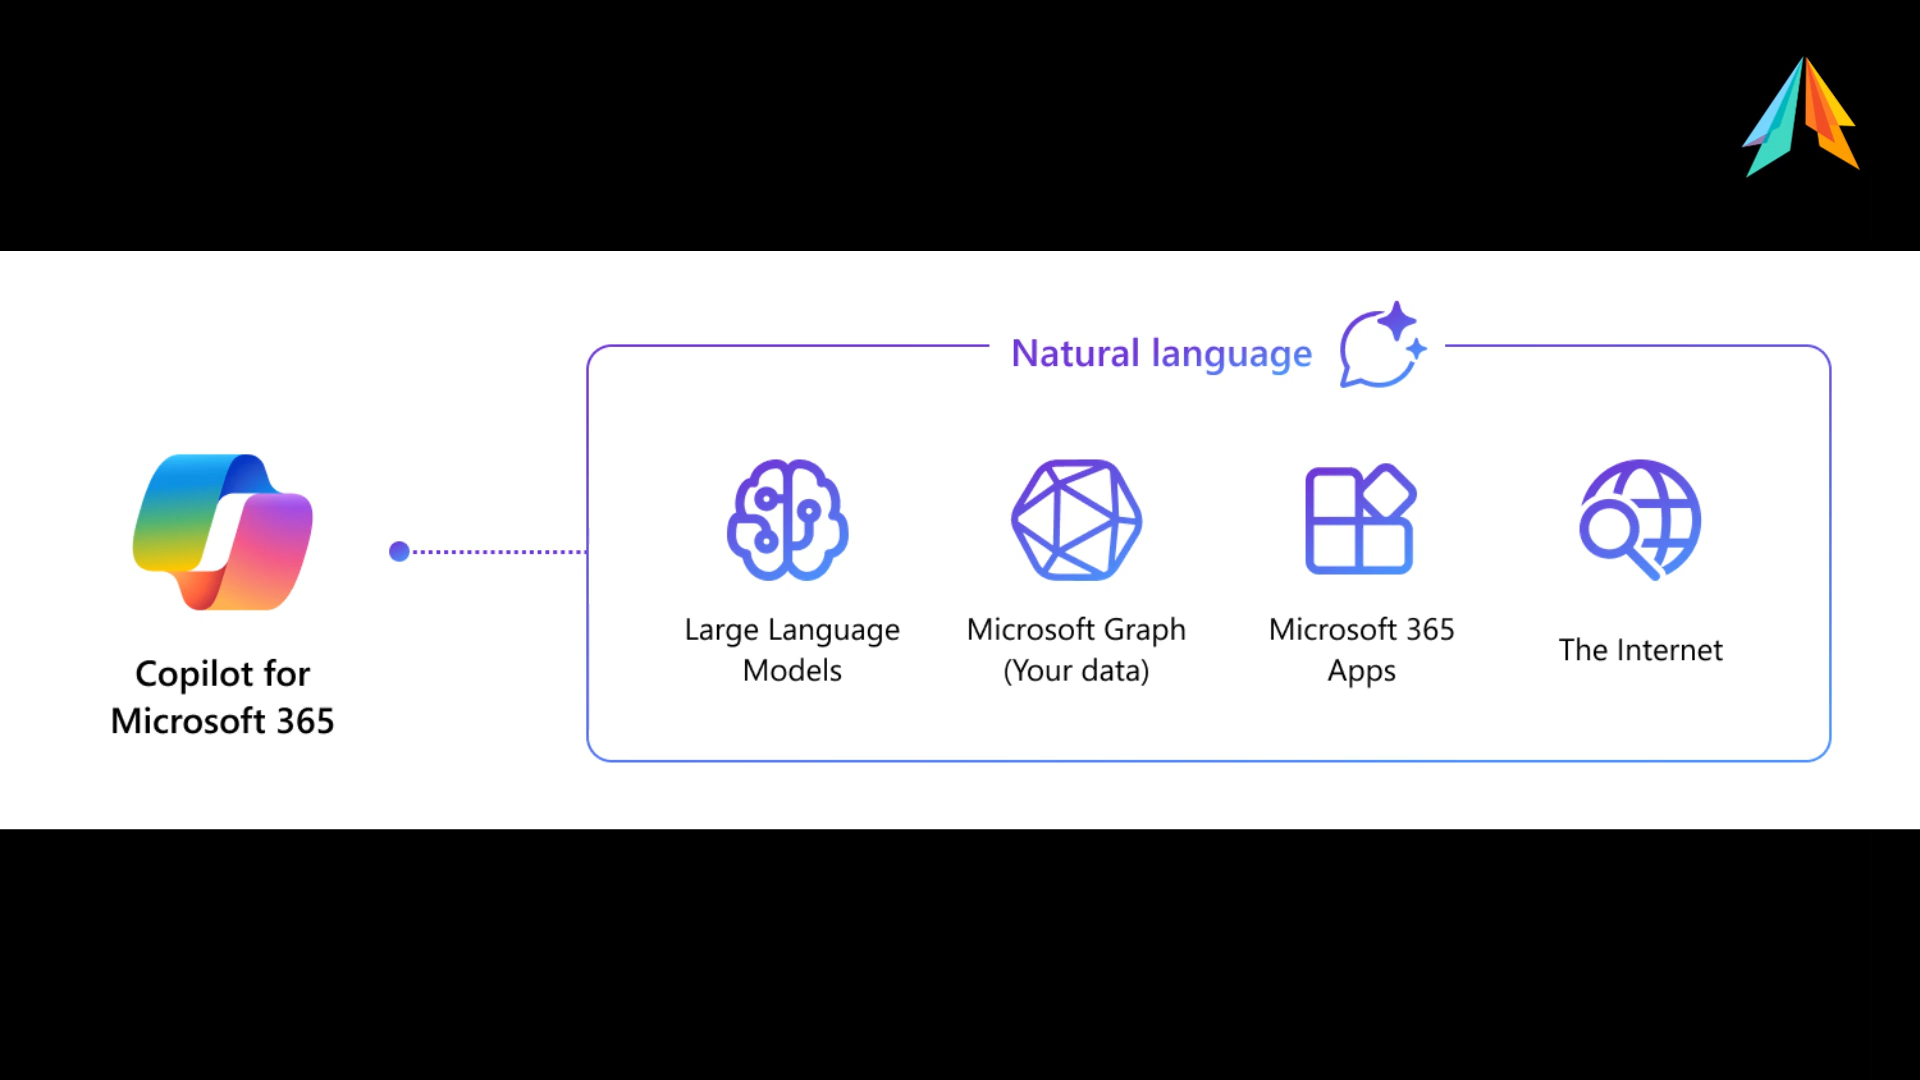 Natural language
Copilot for
Microsoft 365
Large Language
Models
Microsoft Graph
(Your data)
Microsoft 365
Apps
The Internet